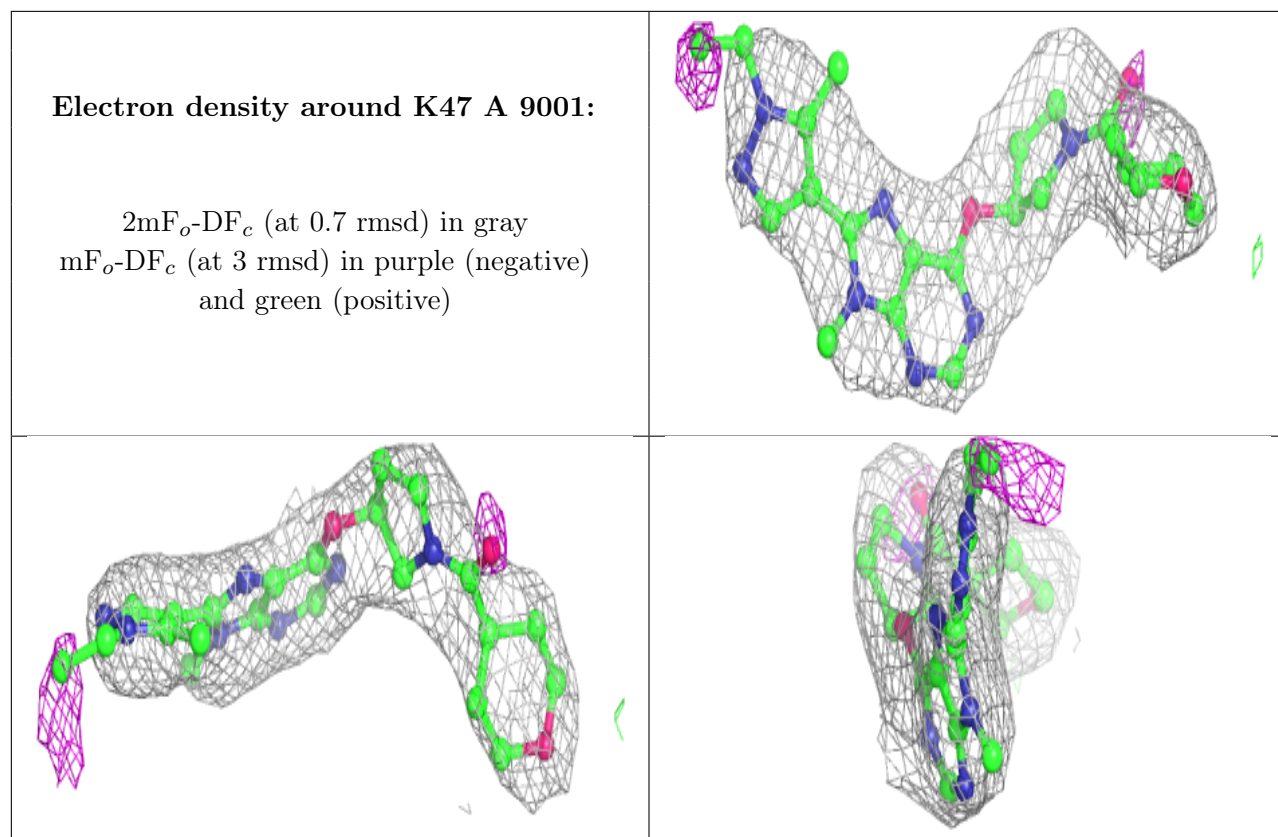 Electron density around K47 A 9001:
2mFo-DFc (at 0.7 rmsd) in gray
mFo-DFc (at 3 rmsd) in purple (negative)
and green (positive)